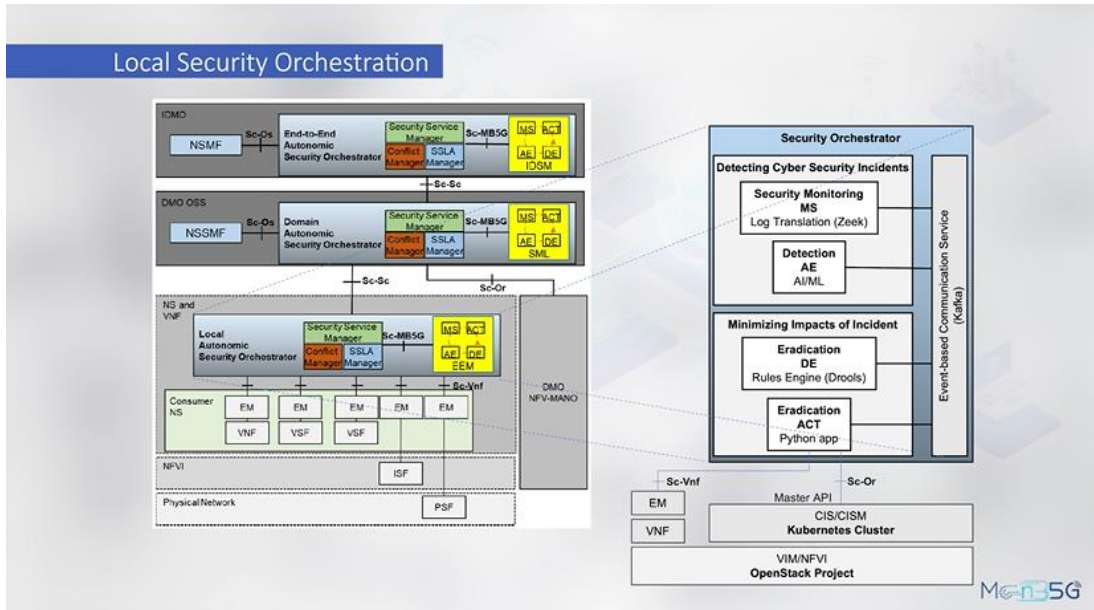 Local Security Orchestration
IDMO
NSMF
Sc-Os
End-to-End
Autonomic
Security Orchestrator
Security Service
Manager
Conflict
Manager
SSLA
Manager
Sc-MB5G
MS
ACT
AE
DE
IDSM
Sc-Sc
DMO OSS
NSSMF
Sc-Os
Domain
Autonomic
Security Orchestrator
Security Service
Manager
Conflict
Manager
SSLA
Manager
Sc-MB5G
MS
ACT
AE
DE
SML
Sc-Sc
Sc-Or
NS and
VNF
Local
Autonomic
Security Orchestrator
Security Service
Manager
Conflict
Manager
SSLA
Manager
Sc-MB5G
MS
ACT
AE
DE
EEM
Sc-Vnf
DMO
NFV-MANO
Consumer
NS
EM
EM
EM
EM
EM
VNF
VSF
VSF
NFVI
ISF
Physical Network
PSF
Security Orchestrator
Detecting Cyber Security Incidents
Security Monitoring
MS
Log Translation (Zeek)
Detection
AE
AI/ML
Minimizing Impacts of Incident
Eradication
DE
Rules Engine (Drools)
Eradication
ACT
Python app
Event-based Communication Service
(Kafka)
Sc-Vnf
Sc-Or
EM
VNF
Master API
CIS/CISM
Kubernetes Cluster
VIM/NFVI
OpenStack Project
MonB5G